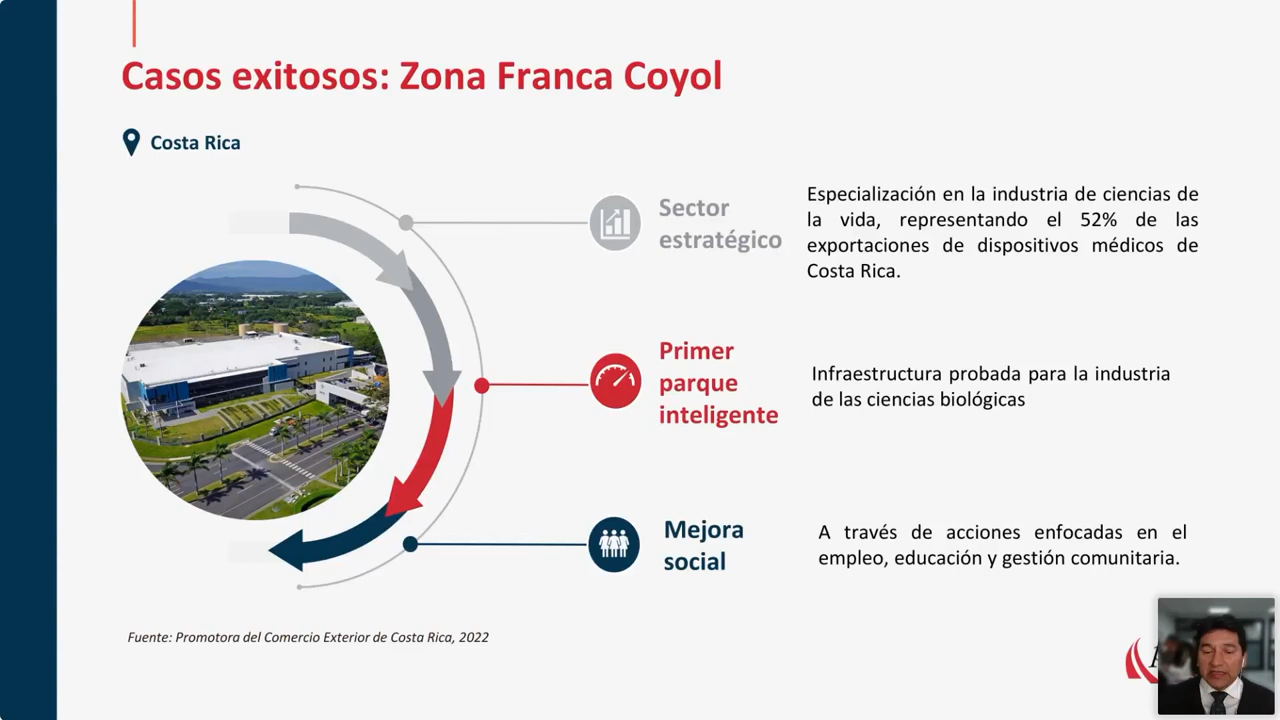 Casos exitosos: Zona Franca Coyol
Costa Rica
Sector
estratégico
Especialización en la industria de ciencias de
la vida, representando el 52% de las
exportaciones de dispositivos médicos de
Costa Rica.
Primer
parque
inteligente
Infraestructura probada para la industria
de las ciencias biológicas
Mejora
social
A través de acciones enfocadas en el
empleo, educación y gestión comunitaria.
Fuente: Promotora del Comercio Exterior de Costa Rica, 2022